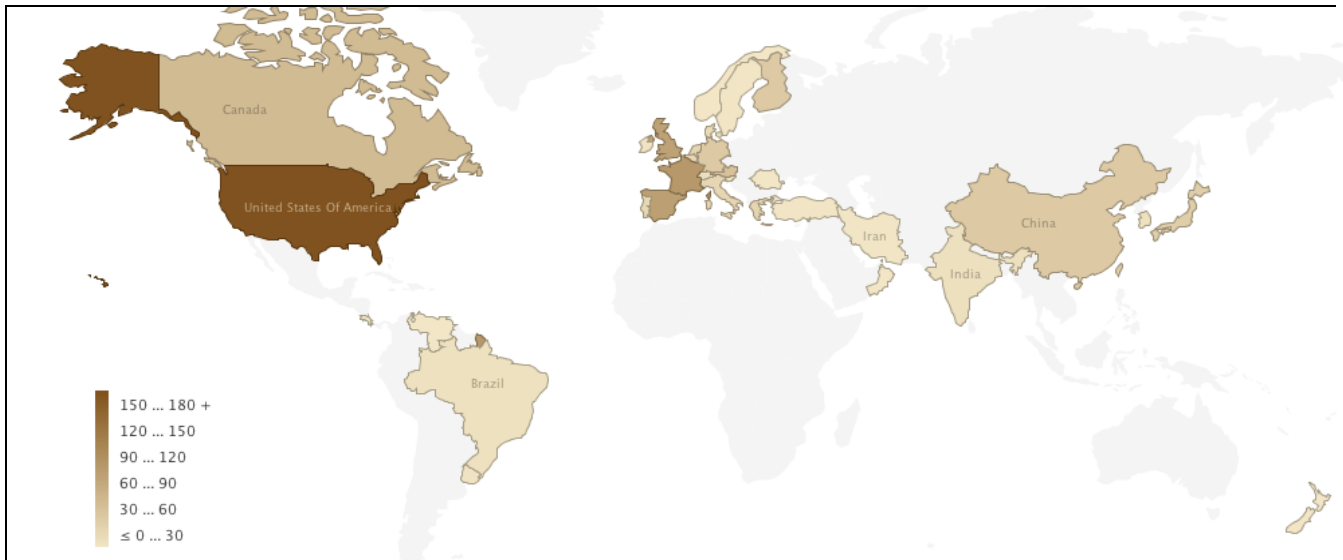 Canada
United States Of America
Iran
China
India
Brazil
150 ... 180 +
120 ... 150
90 ... 120
60 ... 90
30 ... 60
≤ 0 ... 30